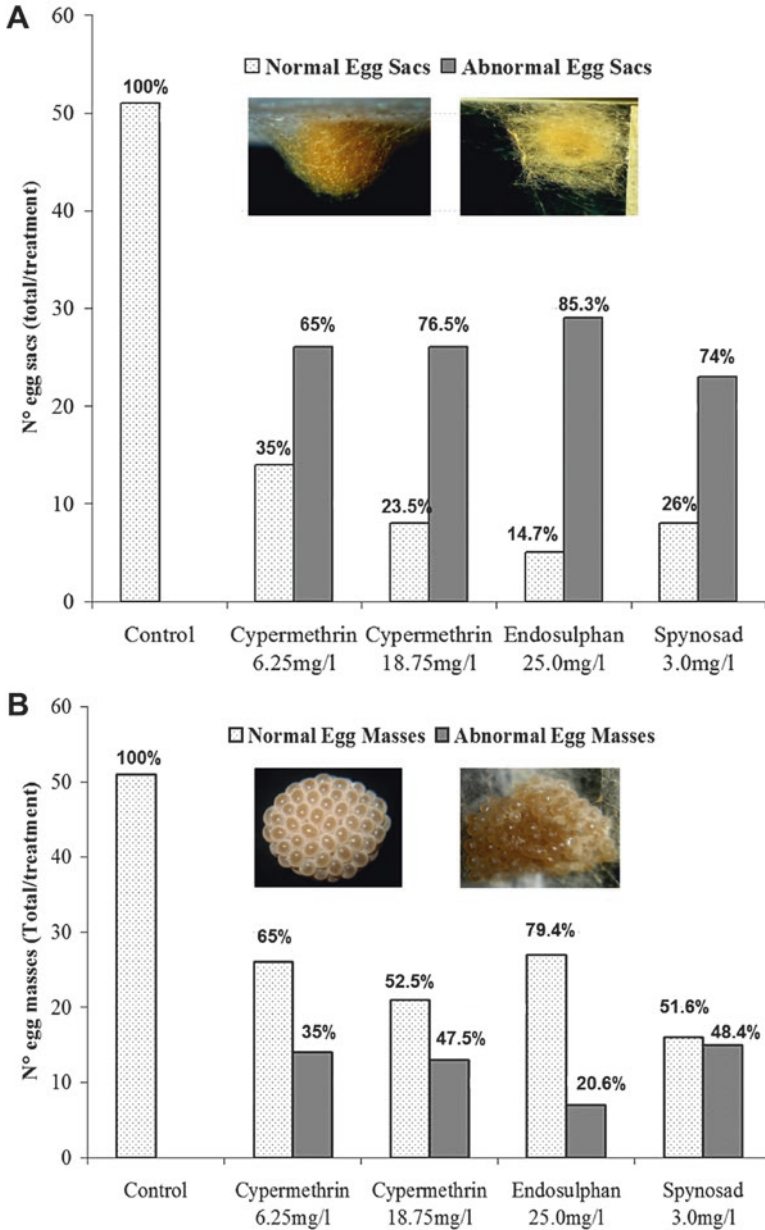 A
60
50
40
30
20
10
0
N° egg sacs (total/treatment)
Normal Egg Sacs Abnormal Egg Sacs
100%
35% 65%
23.5% 76.5%
14.7% 85.3%
26% 74%
Control
Cypermethrin
6.25mg/l
Cypermethrin
18.75mg/l
Endosulphan
25.0mg/l
Spynosad
3.0mg/l
B
60
50
40
30
20
10
0
N° egg masses (Total/treatment)
Normal Egg Masses Abnormal Egg Masses
100%
65% 35%
52.5% 47.5%
79.4% 20.6%
51.6% 48.4%
Control
Cypermethrin
6.25mg/l
Cypermethrin
18.75mg/l
Endosulphan
25.0mg/l
Spynosad
3.0mg/l